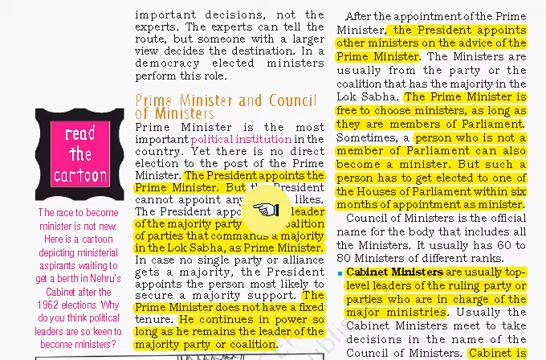 important decisions, not the
experts. The experts can tell the
route, but someone with a larger
view decides the destination. In a
democracy elected ministers
perform this role.
Prime Minister and Council
of Ministers
Prime Minister is the most
important political institution in the
country. Yet there is no direct
election to the post of the Prime
Minister. The President appoints the
Prime Minister. But the President
cannot appoint any likes.
The President appo leader
of the majority party
of parties that commands a majority
in the Lok Sabha, as Prime Minister.
In case no single party or alliance
gets a majority, the President
appoints the person most likely to
secure a majority support. The
Prime Minister does not have a fixed
tenure. He continues in power so
long as he remains the leader of the
majority party or coalition.
read
the
cartoon
The race to become
minister is not new.
Here is a cartoon
depicting ministerial
aspirants waiting to
get a berth in Nehru's
Cabinet after the
1962 elections. Why
do you think political
leaders are so keen to
become ministers?
After the appointment of the Prime
Minister, the President appoints
other ministers on the advice of the
Prime Minister. The Ministers are
usually from the party or the
coalition that has the majority in the
Lok Sabha. The Prime Minister is
free to choose ministers, as long as
they are members of Parliament.
Sometimes, a person who is not a
member of Parliament can also
become a minister. But such a
person has to get elected to one of
the Houses of Parliament within six
months of appointment as minister.
Council of Ministers is the official
name for the body that includes all
the Ministers. It usually has 60 to
80 Ministers of different ranks.
Cabinet Ministers are usually top-
level leaders of the ruling party or
parties who are in charge of the
major ministries. Usually the
Cabinet Ministers meet to take
decisions in the name of the
Council of Ministers. Cabinet is